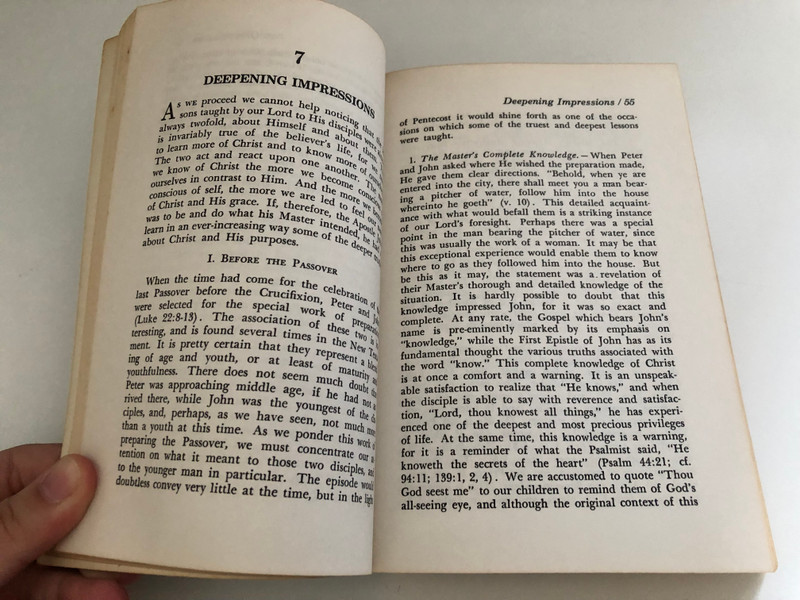 7
DEEPENING IMPRESSIONS
AS WE proceed we cannot help noticing that the
sons taught by our Lord to His disciples were
always twofold, about Himself and about them.
is invariably true of the believer's life, for we
to learn more of Christ and to know more of
The two act and react upon one another. The
we know of Christ the more we become
ourselves in contrast to Him. And the more we
conscious of self, the more we are led to feel our
of Christ and His grace. If, therefore, the Apostle
was to be and do what his Master intended, he
learn in an ever-increasing way some of the deeper
about Christ and His purposes.
I. BEFORE THE PASSOVER
When the time had come for the celebration of
last Passover before the Crucifixion, Peter and
were selected for the special work of
(Luke 22:8-13). The association of these two is
teresting, and is found several times in the New
ment. It is pretty certain that they represent a
ing of age and youth, or at least of maturity and
youthfulness. There does not seem much doubt
Peter was approaching middle age, if he had not
rived there, while John was the youngest of the
ciples, and, perhaps, as we have seen, not much more
than a youth at this time. As we ponder this work of
preparing the Passover, we must concentrate our
tention on what it meant to those two disciples, and
to the younger man in particular. The episode would
doubtless convey very little at the time, but in the light
Deepening Impressions / 55
of Pentecost it would shine forth as one of the occa-
sions on which some of the truest and deepest lessons
were taught.
1. The Master's Complete Knowledge.—When Peter
and John asked where He wished the preparation made,
He gave them clear directions. "Behold, when ye are
entered into the city, there shall meet you a man bear-
ing a pitcher of water, follow him into the house
whereinto he goeth" (v. 10). This detailed acquaint-
ance with what would befall them is a striking instance
of our Lord's foresight. Perhaps there was a special
point in the man bearing the pitcher of water, since
this was usually the work of a woman. It may be that
this exceptional experience would enable them to know
where to go as they followed him into the house. But
be this as it may, the statement was a revelation of
their Master's thorough and detailed knowledge of the
situation. It is hardly possible to doubt that this
knowledge impressed John, for it was so exact and
complete. At any rate, the Gospel which bears John's
name is pre-eminently marked by its emphasis on
"knowledge," while the First Epistle of John has as its
fundamental thought the various truths associated with
the word "know." This complete knowledge of Christ
is at once a comfort and a warning. It is an unspeak-
able satisfaction to realize that "He knows," and when
the disciple is able to say with reverence and satisfac-
tion, "Lord, thou knowest all things," he has experi-
enced one of the deepest and most precious privileges
of life. At the same time, this knowledge is a warning,
for it is a reminder of what the Psalmist said, "He
knoweth the secrets of the heart" (Psalm 44:21; cf.
94:11; 139:1, 2, 4). We are accustomed to quote "Thou
God seest me" to our children to remind them of God's
all-seeing eye, and although the original context of this